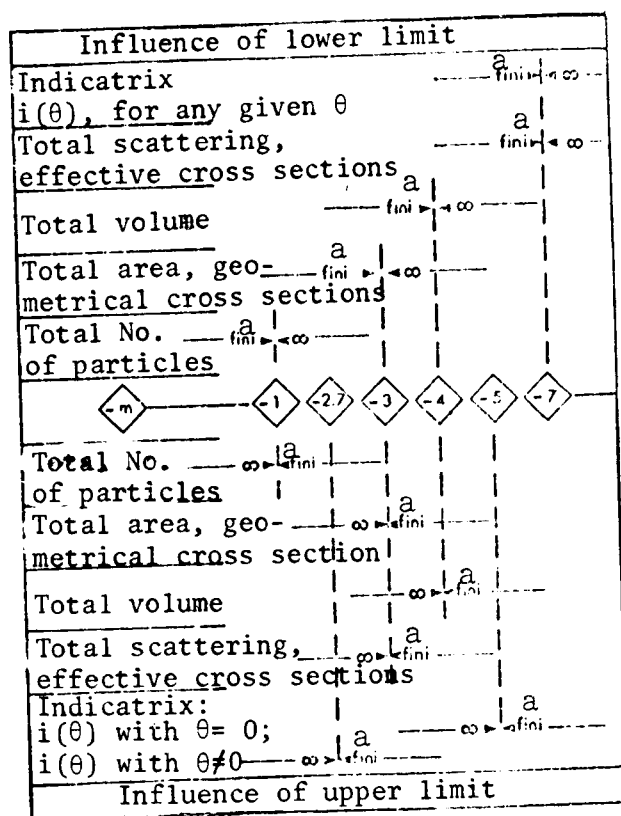 Influence of lower limit
Indicatrix a fini ∞
i(θ), for any given θ
Total scattering, a fini ∞
effective cross sections
Total volume a fini ∞
Total area, geo- a fini ∞
metrical cross sections
Total No. a fini ∞
of particles
-m -1 -2.7 -3 -4 -5 -7
Total No. ∞ a fini
of particles
Total area, geo- ∞ a fini
metrical cross section
Total volume ∞ a fini
Total scattering, ∞ a fini
effective cross sections
Indicatrix:
i(θ) with θ= 0; ∞ a fini
i(θ) with θ≠0 ∞ a fini
Influence of upper limit